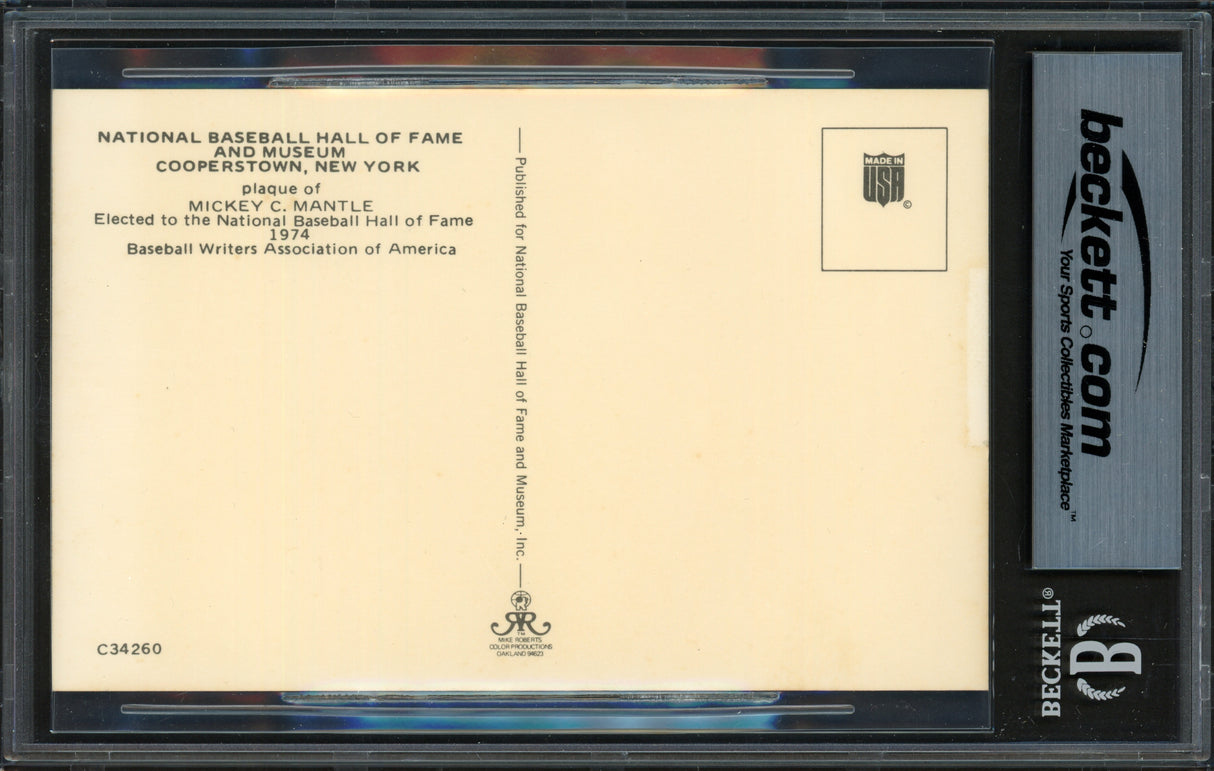 NATIONAL BASEBALL HALL OF FAME
AND MUSEUM
COOPERSTOWN, NEW YORK
plaque of
MICKEY C. MANTLE
Elected to the National Baseball Hall of Fame
1974
Baseball Writers Association of America
C34260
Published for National Baseball Hall of Fame and Museum, Inc.
R
TM
MIKE ROBERTS
COLOR PRODUCTIONS
OAKLAND 94623
MADE IN
USA
©
beckett.com
Your Sports Collectibles Marketplace™
BECKETT®
B